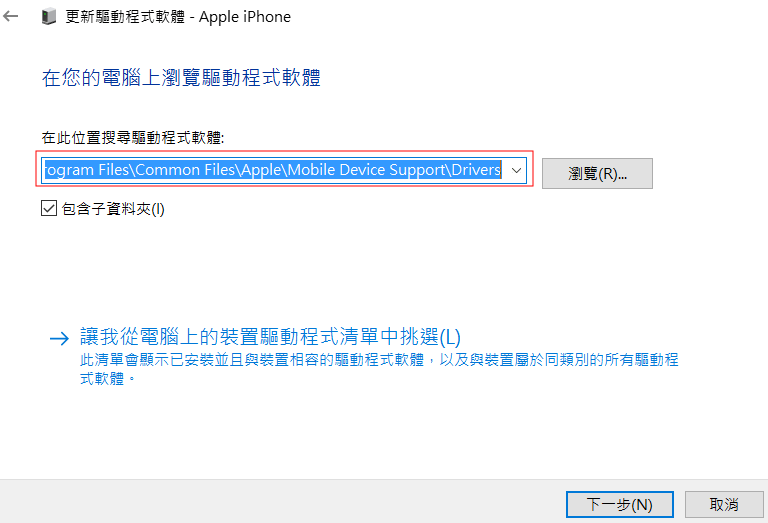 更新驅動程式軟體 - Apple iPhone
在您的電腦上瀏覽驅動程式軟體
在此位置搜尋驅動程式軟體:
rogram Files\Common Files\Apple\Mobile Device Support\Drivers
瀏覽(R)...
包含子資料夾(I)
讓我從電腦上的裝置驅動程式清單中挑選(L)
此清單會顯示已安裝並且與裝置相容的驅動程式軟體，以及與裝置屬於同類別的所有驅動程
式軟體。
下一步(N)
取消